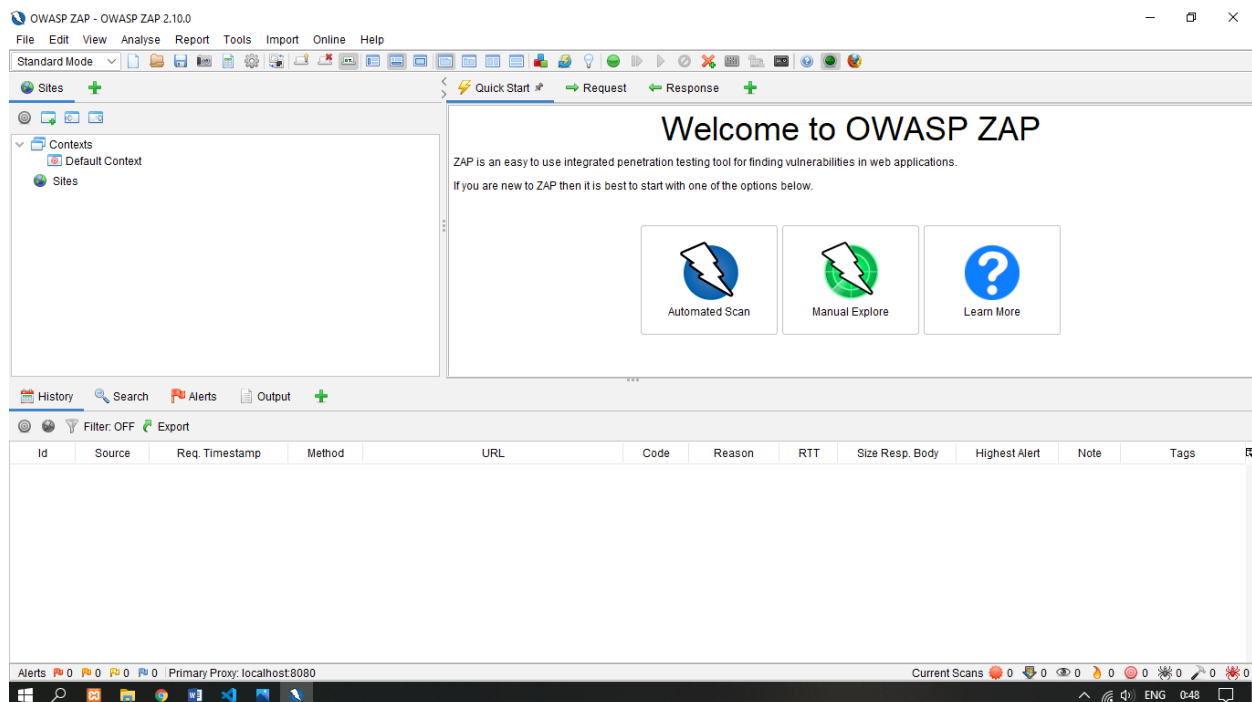 OWASP ZAP - OWASP ZAP 2.10.0
File Edit View Analyse Report Tools Import Online Help
Standard Mode
Sites
Quick Start Request Response
Contexts
Default Context
Sites
Welcome to OWASP ZAP
ZAP is an easy to use integrated penetration testing tool for finding vulnerabilities in web applications.
If you are new to ZAP then it is best to start with one of the options below.
Automated Scan Manual Explore Learn More
History Search Alerts Output
Filter: OFF Export
Id Source Req. Timestamp Method URL Code Reason RTT Size Resp. Body Highest Alert Note Tags
Alerts 0 0 0 0 Primary Proxy: localhost:8080 Current Scans 0 0 0 0 0 0 0 0
ENG 0:48